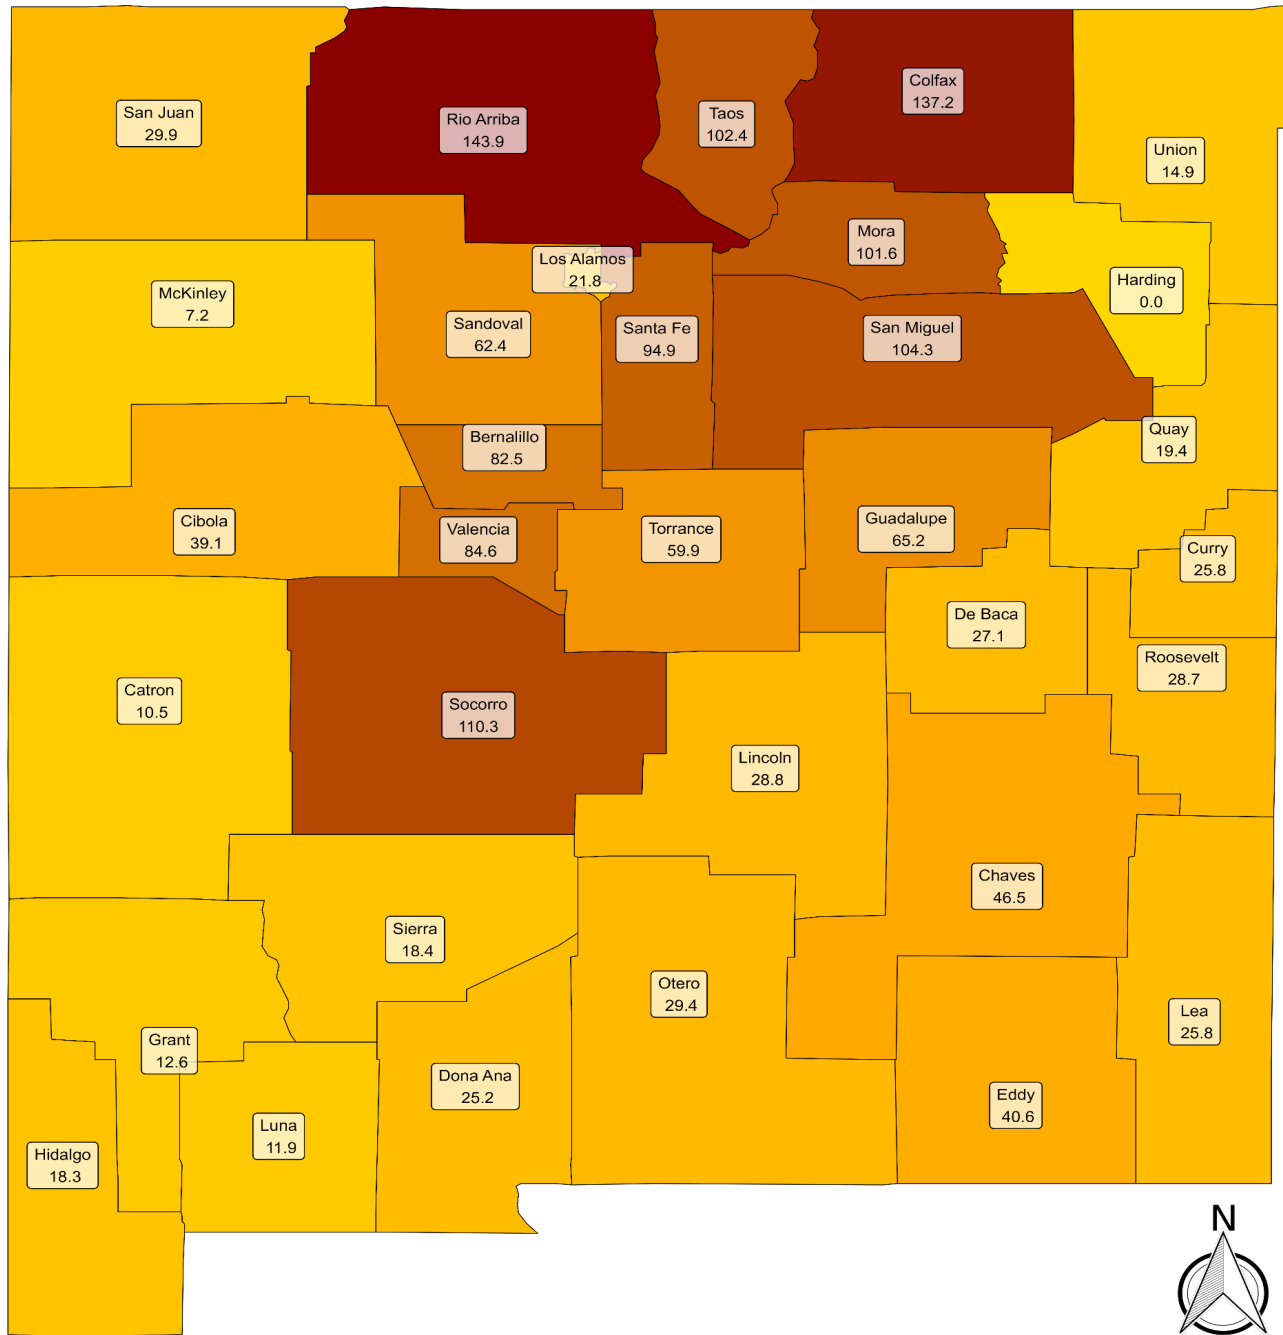 San Juan
29.9
Rio Arriba
143.9
Taos
102.4
Colfax
137.2
Union
14.9
McKinley
7.2
Los Alamos
21.8
Mora
101.6
Harding
0.0
Sandoval
62.4
Santa Fe
94.9
San Miguel
104.3
Bernalillo
82.5
Quay
19.4
Cibola
39.1
Valencia
84.6
Torrance
59.9
Guadalupe
65.2
Curry
25.8
De Baca
27.1
Roosevelt
28.7
Catron
10.5
Socorro
110.3
Lincoln
28.8
Chaves
46.5
Sierra
18.4
Otero
29.4
Lea
25.8
Grant
12.6
Dona Ana
25.2
Eddy
40.6
Luna
11.9
Hidalgo
18.3
N